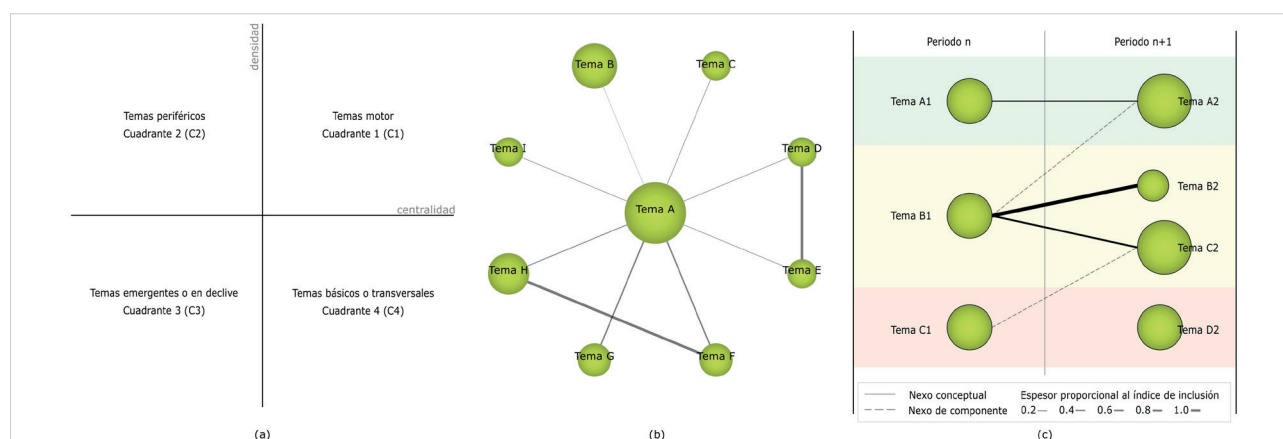 densidad
Temas periféricos
Cuadrante 2 (C2)
Temas motor
Cuadrante 1 (C1)
centralidad
Temas emergentes o en declive
Cuadrante 3 (C3)
Temas básicos o transversales
Cuadrante 4 (C4)
(a)
Tema B
Tema C
Tema I
Tema D
Tema A
Tema H
Tema E
Tema G
Tema F
(b)
Periodo n
Periodo n+1
Tema A1
Tema A2
Tema B1
Tema B2
Tema C2
Tema C1
Tema D2
Nexo conceptual
Nexo de componente
Espesor proporcional al índice de inclusión
0.2
0.4
0.6
0.8
1.0
(c)